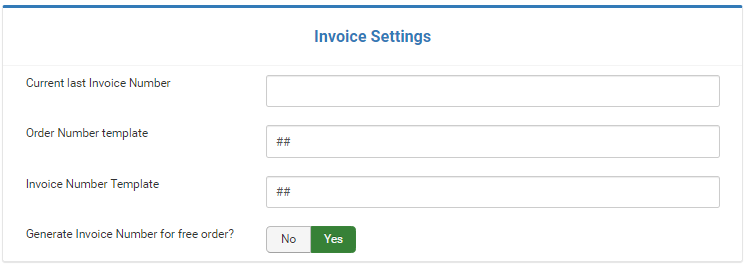 Invoice Settings
Current last Invoice Number
Order Number template
##
Invoice Number Template
##
Generate Invoice Number for free order?
No Yes